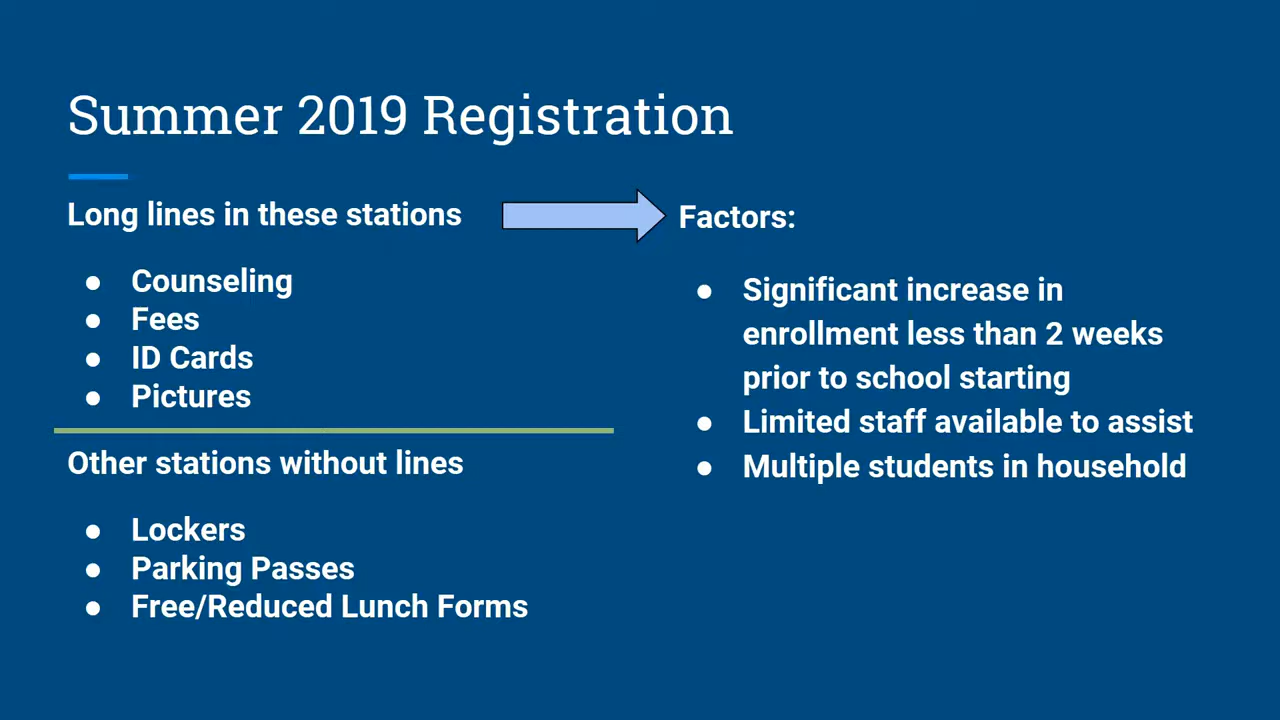 Summer 2019 Registration
Long lines in these stations
● Counseling
● Fees
● ID Cards
● Pictures
Other stations without lines
● Lockers
● Parking Passes
● Free/Reduced Lunch Forms
Factors:
● Significant increase in
enrollment less than 2 weeks
prior to school starting
● Limited staff available to assist
● Multiple students in household